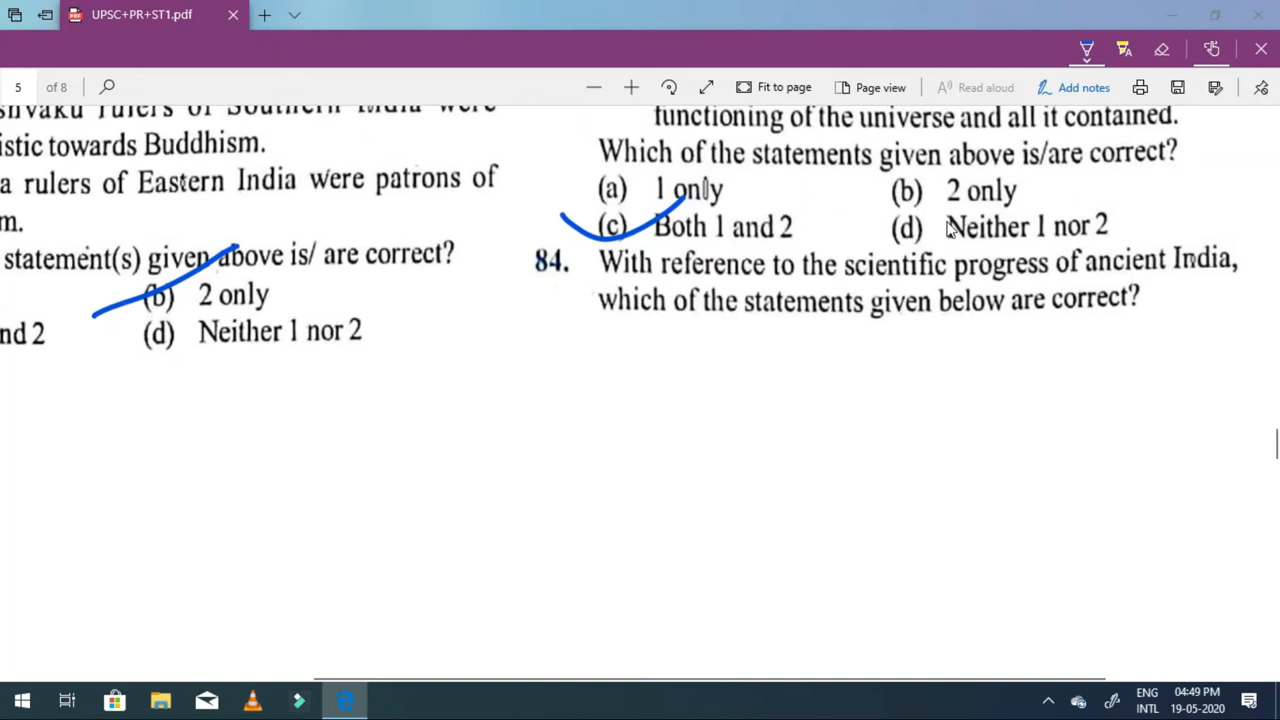 UPSC+PR+ST1.pdf
5 of 8
Fit to page
Page view
Read aloud
Add notes
rulers of Southern India were
istic towards Buddhism.
a rulers of Eastern India were patrons of
m.
statement(s) given above is/ are correct?
(b) 2 only
nd 2 (d) Neither 1 nor 2
functioning of the universe and all it contained.
Which of the statements given above is/are correct?
(a) 1 only (b) 2 only
(c) Both 1 and 2 (d) Neither 1 nor 2
84. With reference to the scientific progress of ancient India,
which of the statements given below are correct?
ENG 04:49 PM
INTL 19-05-2020